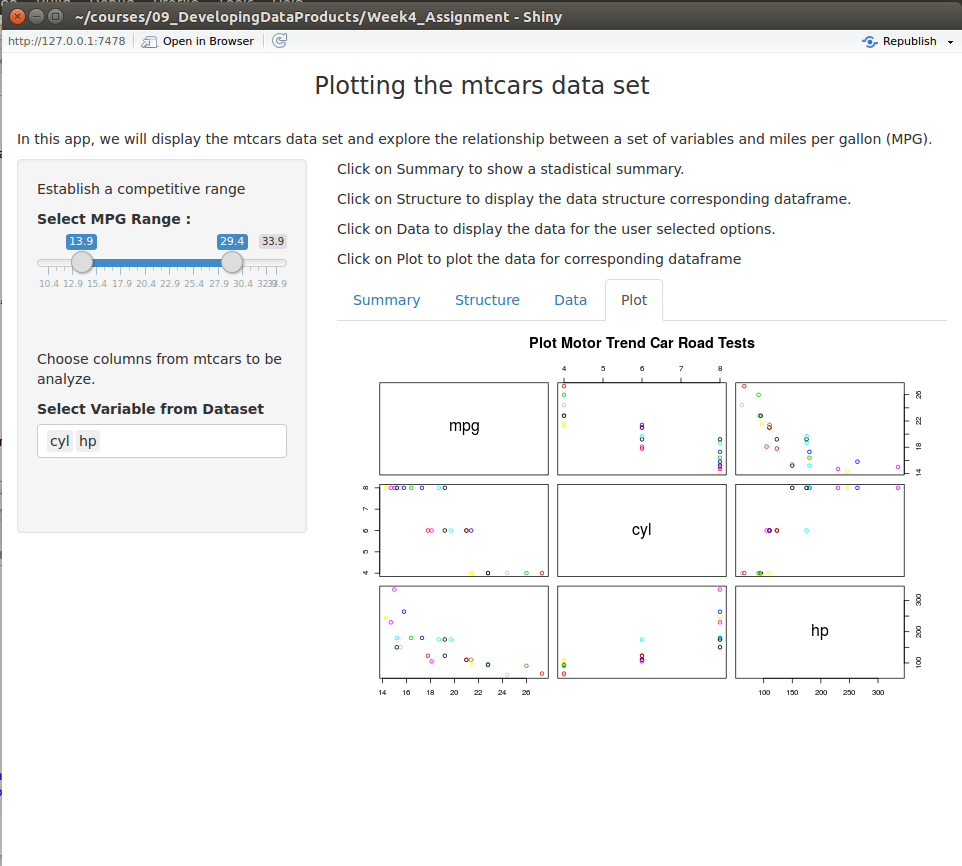 ~/courses/09_DevelopingDataProducts/Week4_Assignment - Shiny
http://127.0.0.1:7478 Open in Browser Republish
Plotting the mtcars data set
In this app, we will display the mtcars data set and explore the relationship between a set of variables and miles per gallon (MPG).
Establish a competitive range
Select MPG Range :
13.9 29.4 33.9
10.4 12.9 15.4 17.9 20.4 22.9 25.4 27.9 30.4 32.9 33.9
Choose columns from mtcars to be
analyze.
Select Variable from Dataset
cyl hp
Click on Summary to show a stadistical summary.
Click on Structure to display the data structure corresponding dataframe.
Click on Data to display the data for the user selected options.
Click on Plot to plot the data for corresponding dataframe
Summary Structure Data Plot
Plot Motor Trend Car Road Tests
4 5 6 7 8
mpg
14 18 22 26
4 5 6 7 8
cyl
hp
100 200 300
14 16 18 20 22 24 26
100 150 200 250 300